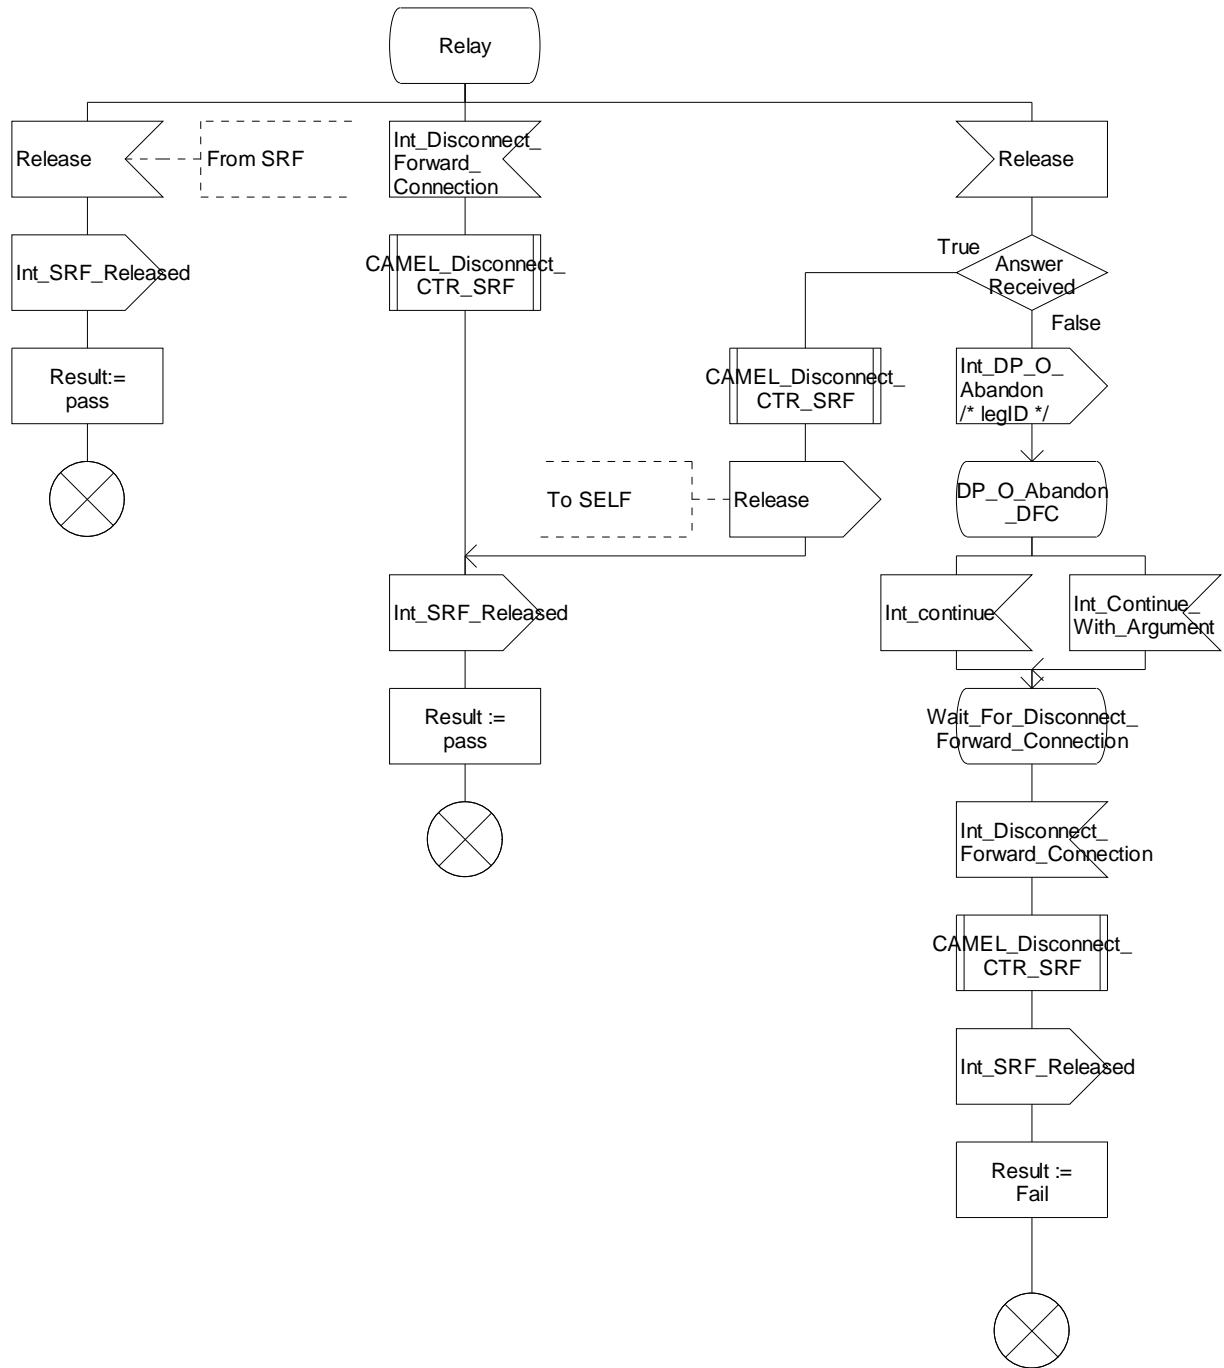 Relay
Release
From SRF
Int_Disconnect_
Forward_
Connection
Release
Int_SRF_Released
CAMEL_Disconnect_
CTR_SRF
True
Answer
Received
False
Result:=
pass
CAMEL_Disconnect_
CTR_SRF
Int_DP_O_
Abandon
/* legID */
To SELF
Release
DP_O_Abandon
_DFC
Int_SRF_Released
Int_continue
Int_Continue_
With_Argument
Result :=
pass
Wait_For_Disconnect_
Forward_Connection
Int_Disconnect_
Forward_Connection
CAMEL_Disconnect_
CTR_SRF
Int_SRF_Released
Result :=
Fail